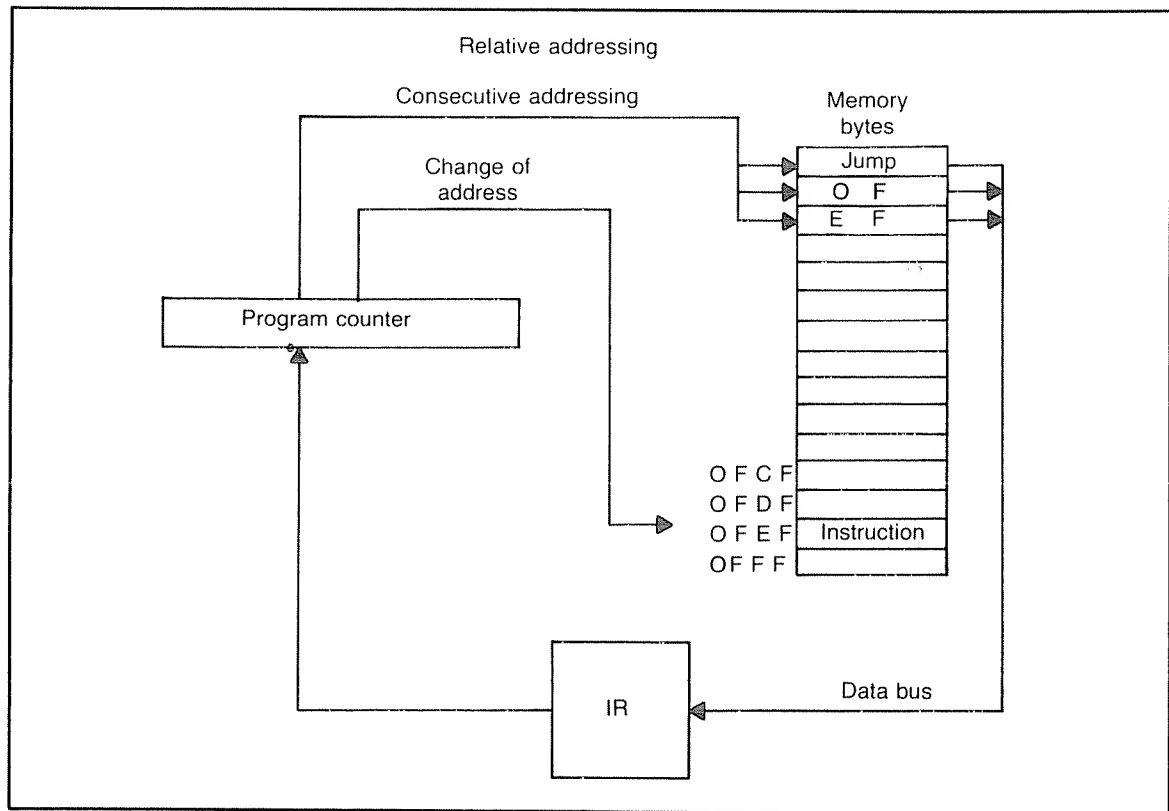 Relative addressing
Consecutive addressing
Memory
bytes
Change of
address
Jump
O F
E F
Program counter
O F C F
O F D F
O F E F
Instruction
OF F F
IR
Data bus